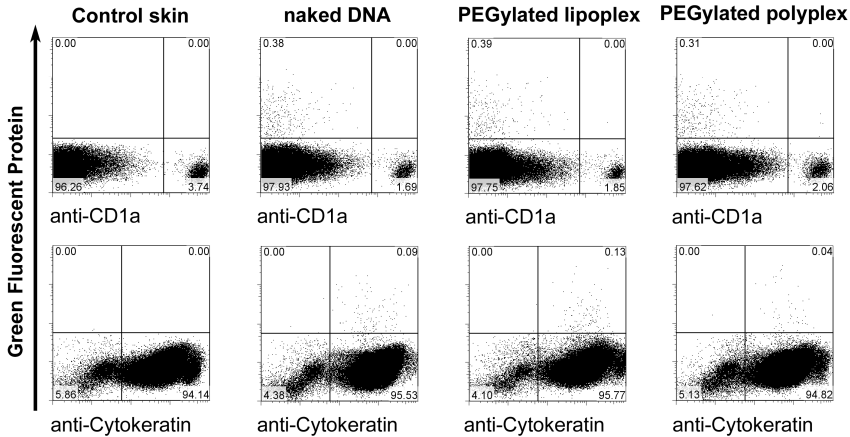 Control skin
naked DNA
PEGylated lipoplex
PEGylated polyplex
Green Fluorescent Protein
0.00 0.00
96.26 3.74
anti-CD1a
0.38 0.00
97.93 1.69
anti-CD1a
0.39 0.00
97.75 1.85
anti-CD1a
0.31 0.00
97.62 2.06
anti-CD1a
0.00 0.00
5.86 94.14
anti-Cytokeratin
0.00 0.09
4.38 95.53
anti-Cytokeratin
0.00 0.13
4.10 95.77
anti-Cytokeratin
0.00 0.04
5.13 94.82
anti-Cytokeratin